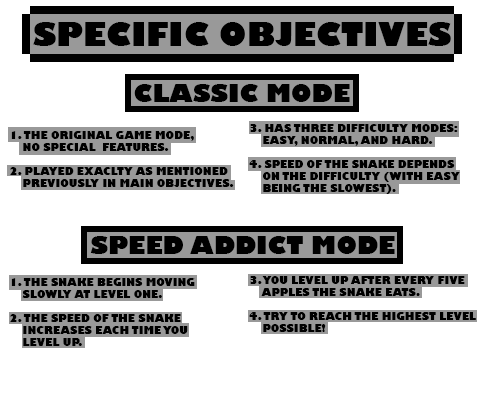 SPECIFIC OBJECTIVES
CLASSIC MODE
1. THE ORIGINAL GAME MODE,
NO SPECIAL FEATURES.
2. PLAYED EXACLTY AS MENTIONED
PREVIOUSLY IN MAIN OBJECTIVES.
3. HAS THREE DIFFICULTY MODES:
EASY, NORMAL, AND HARD.
4. SPEED OF THE SNAKE DEPENDS
ON THE DIFFICULTY (WITH EASY
BEING THE SLOWEST).
SPEED ADDICT MODE
1. THE SNAKE BEGINS MOVING
SLOWLY AT LEVEL ONE.
2. THE SPEED OF THE SNAKE
INCREASES EACH TIME YOU
LEVEL UP.
3. YOU LEVEL UP AFTER EVERY FIVE
APPLES THE SNAKE EATS.
4. TRY TO REACH THE HIGHEST LEVEL
POSSIBLE!